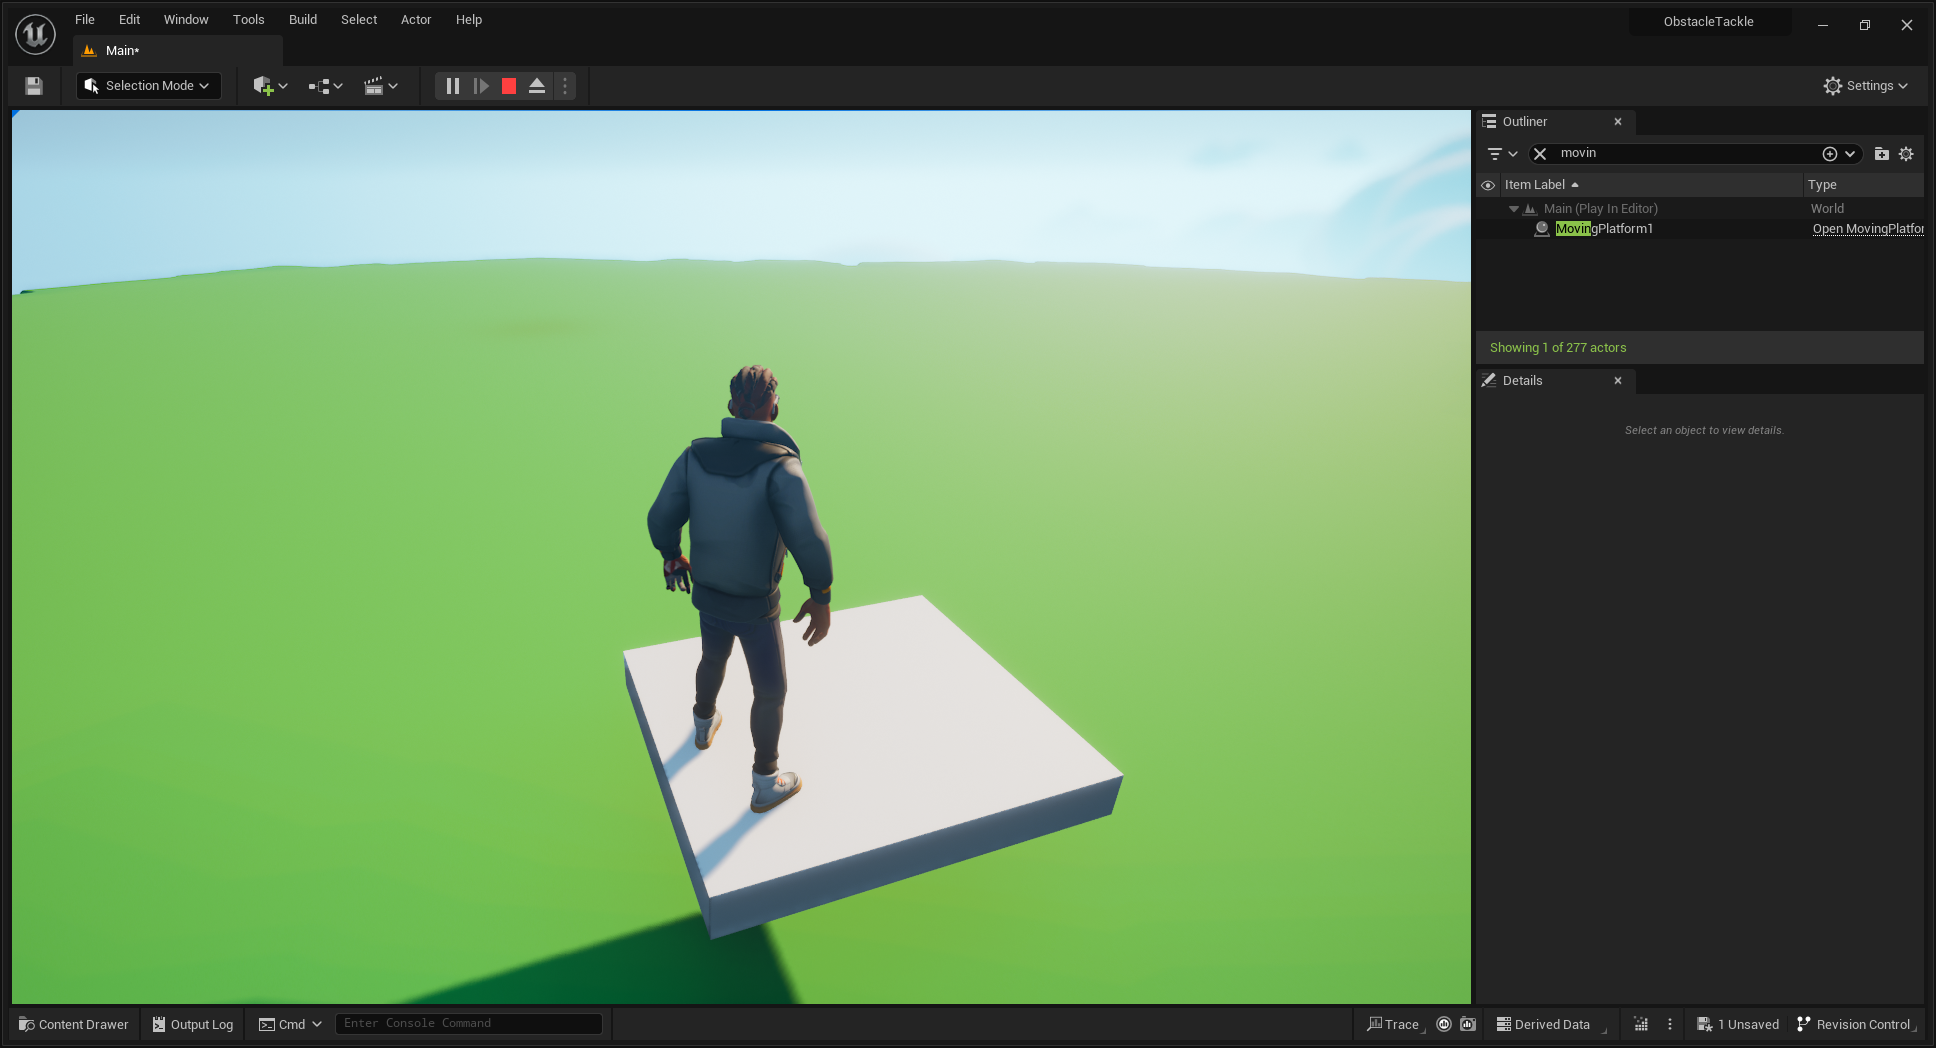 File Edit Window Tools Build Select Actor Help
ObstacleTackle
Main*
Selection Mode
Settings
Outliner
movin
Item Label Type
Main (Play In Editor) World
MovingPlatform1 Open MovingPlatfor
Showing 1 of 277 actors
Details
Select an object to view details.
Content Drawer Output Log Cmd Enter Console Command Trace Derived Data 1 Unsaved Revision Control